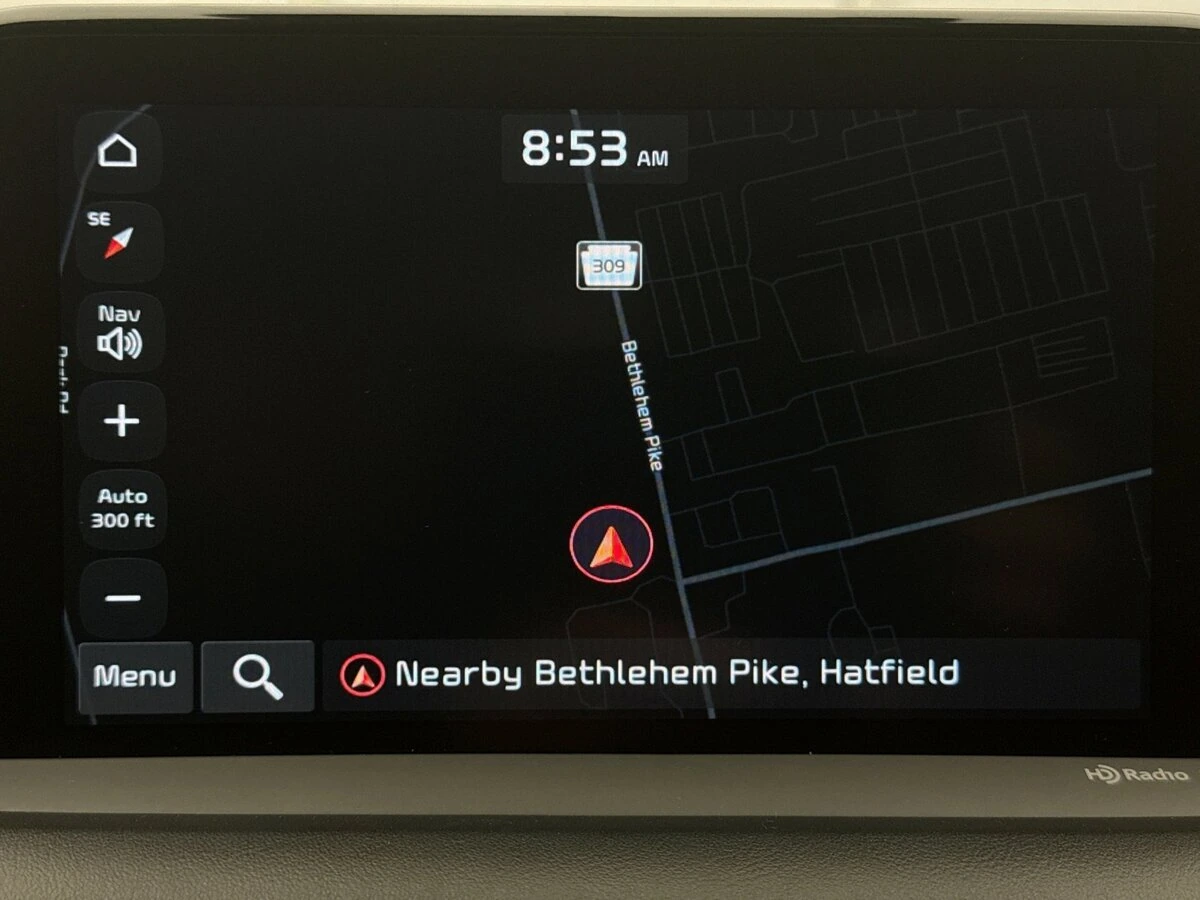 8:53 AM
SE
309
Nav
Bethlehem Pike
Auto
300 ft
Menu
Nearby Bethlehem Pike, Hatfield
HD Radio